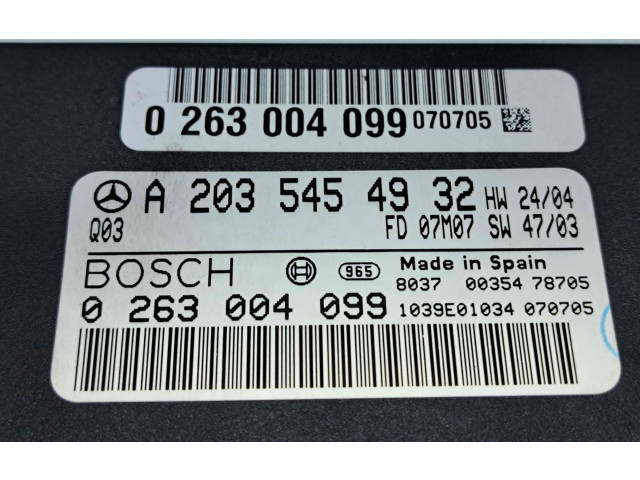 0 263 004 099 070705
A 203 545 49 32 HW 24/04
Q03 FD 07M07 SW 47/03
BOSCH 965 Made in Spain
8037 00354 78705
0 263 004 099 1039E01034 070705